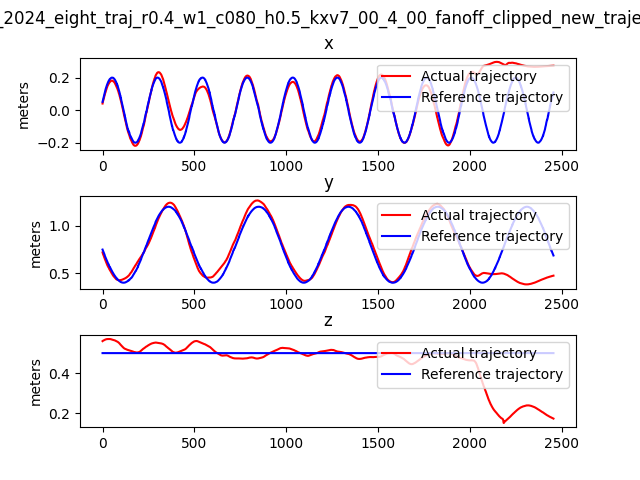 _2024_eight_traj_r0.4_w1_c080_h0.5_kxv7_00_4_00_fanoff_clipped_new_traje
x
meters
0.2
0.0
−0.2
Actual trajectory
Reference trajectory
0 500 1000 1500 2000 2500
y
meters
1.0
0.5
Actual trajectory
Reference trajectory
0 500 1000 1500 2000 2500
z
meters
0.4
0.2
Actual trajectory
Reference trajectory
0 500 1000 1500 2000 2500